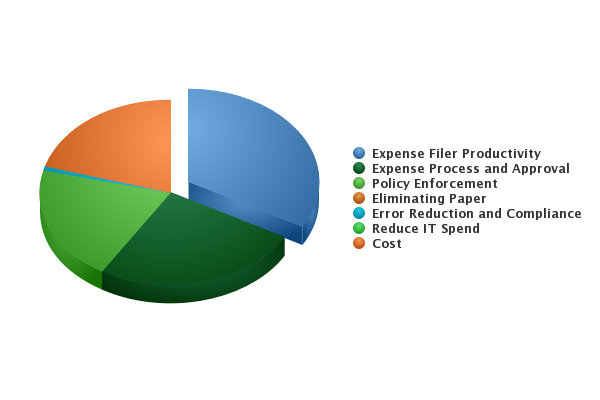 Expense Filer Productivity
Expense Process and Approval
Policy Enforcement
Eliminating Paper
Error Reduction and Compliance
Reduce IT Spend
Cost